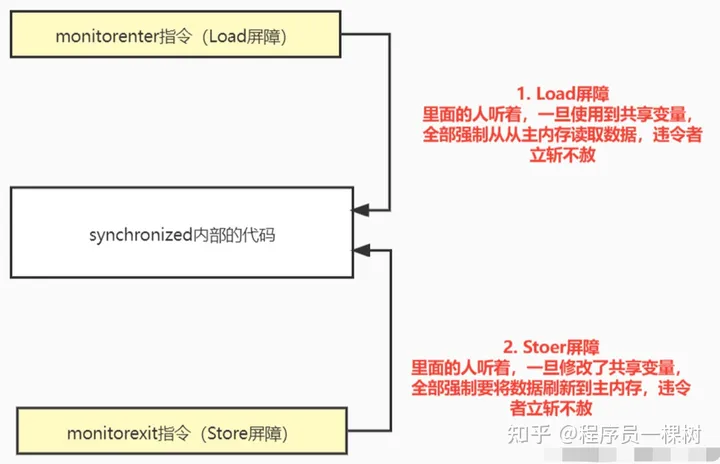 monitorenter指令（Load屏障）
1. Load屏障
里面的人听着，一旦使用到共享变量，
全部强制从从主内存读取数据，违令者
立斩不赦
synchronized内部的代码
2. Stoer屏障
里面的人听着，一旦修改了共享变量，
全部强制要将数据刷新到主内存，违令
者立斩不赦
monitorexit指令（Store屏障）
知乎 @程序员一棵树